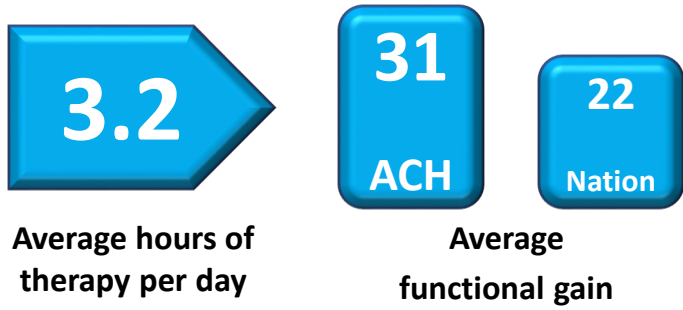 3.2
Average hours of
therapy per day
31
ACH
22
Nation
Average
functional gain